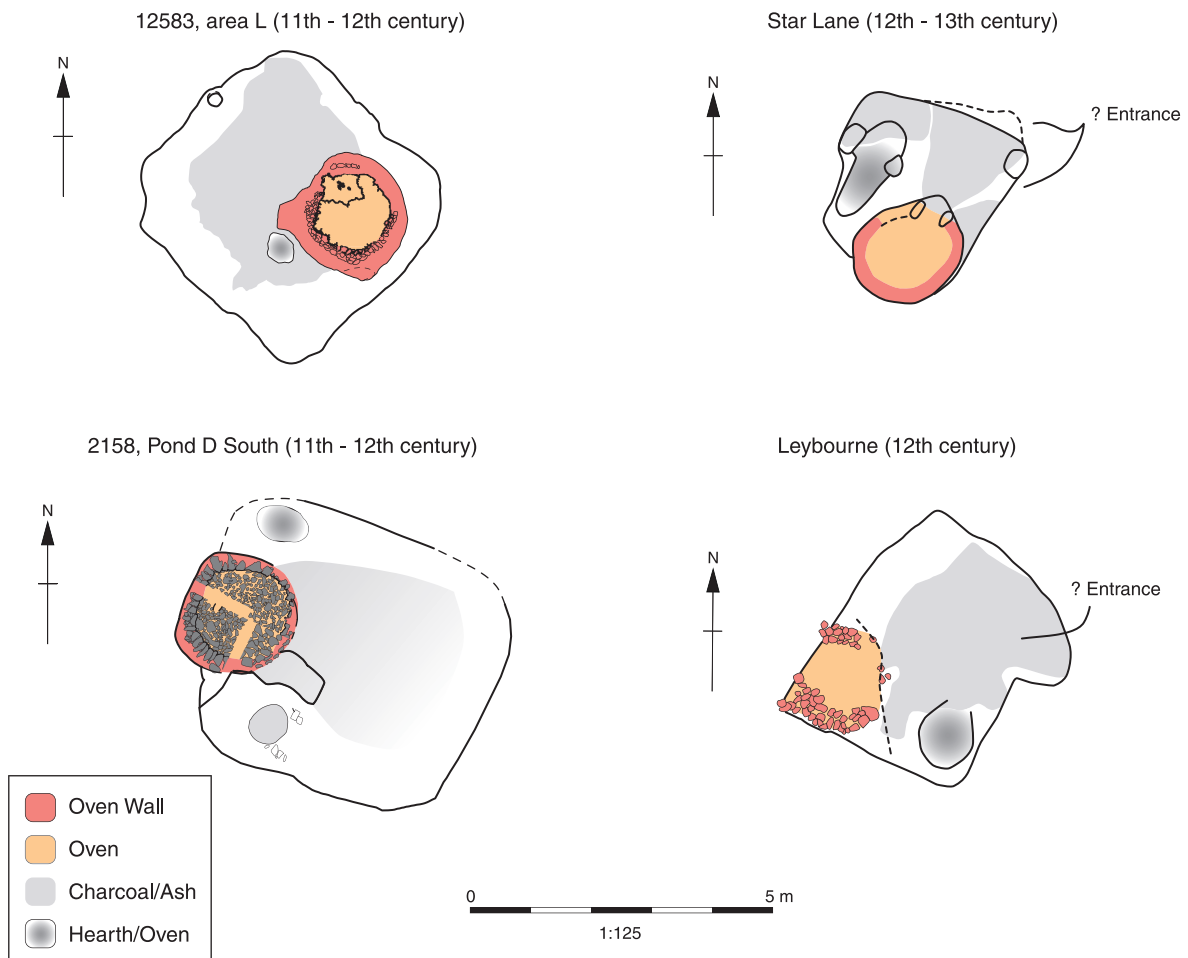 12583, area L (11th - 12th century)
N
Star Lane (12th - 13th century)
N
? Entrance
2158, Pond D South (11th - 12th century)
N
Leybourne (12th century)
N
? Entrance
Oven Wall
Oven
Charcoal/Ash
Hearth/Oven
0 5 m
1:125